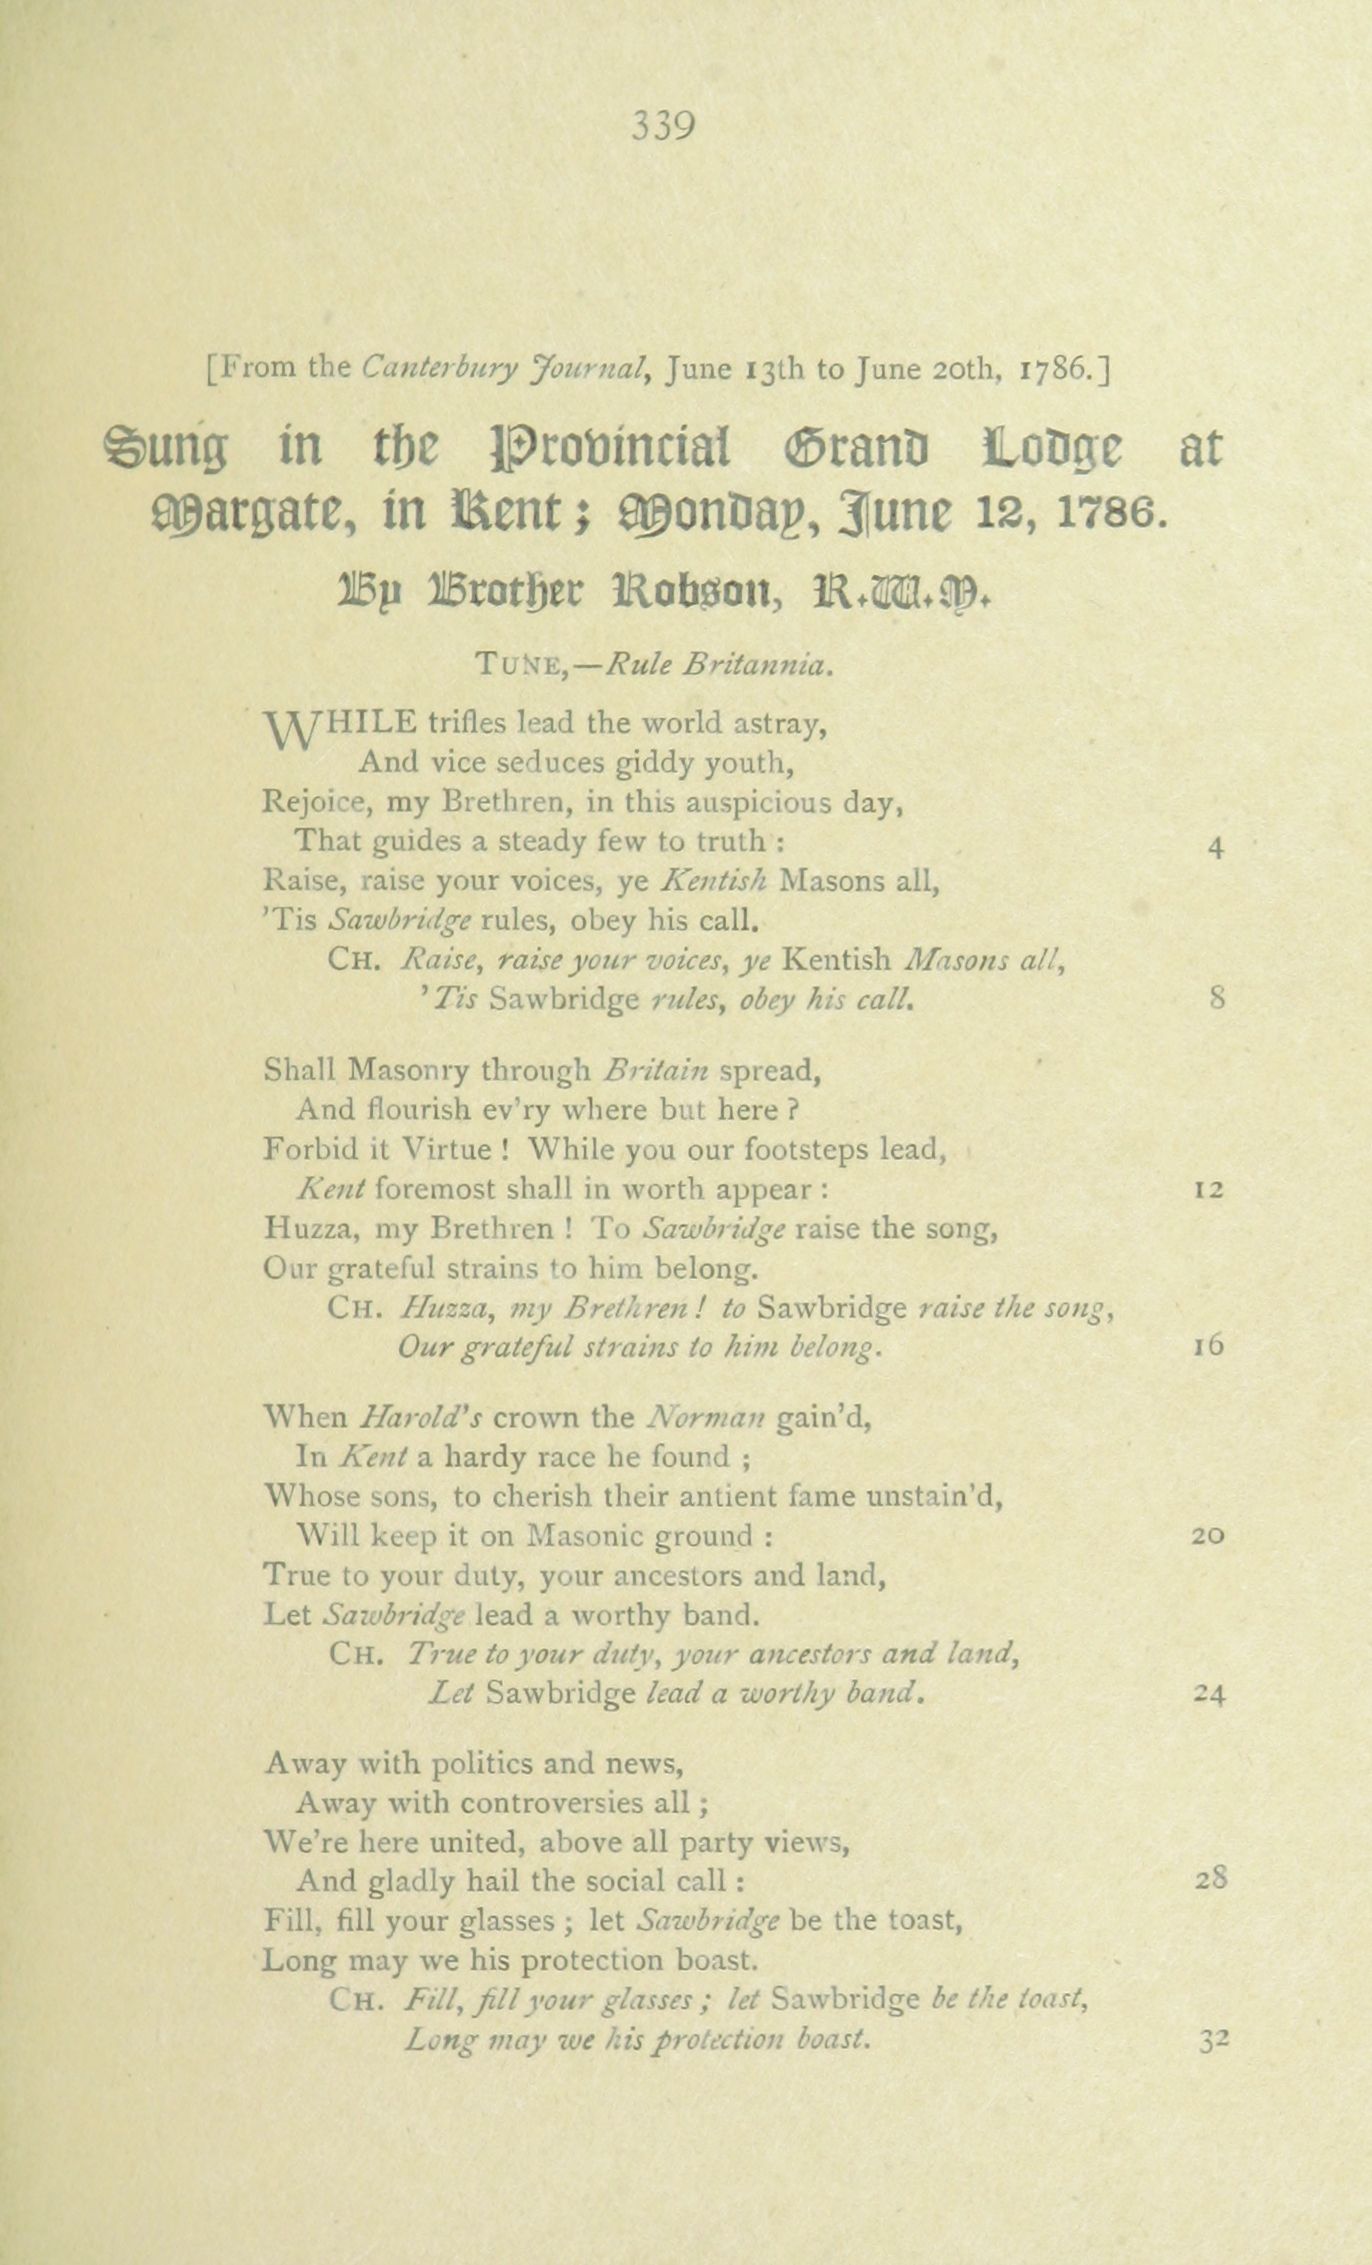 339
[From the Canterbury Journal, June 13th to June 20th, 1786.]
Sung in the Provincial Grand Lodge at
Margate, in Kent; Monday, June 12, 1786.
By Brother Robson, R.W.M.
TUNE,—Rule Britannia.
WHILE trifles lead the world astray,
And vice seduces giddy youth,
Rejoice, my Brethren, in this auspicious day,
That guides a steady few to truth : 4
Raise, raise your voices, ye Kentish Masons all,
'Tis Sawbridge rules, obey his call.
CH. Raise, raise your voices, ye Kentish Masons all,
'Tis Sawbridge rules, obey his call. 8
Shall Masonry through Britain spread,
And flourish ev'ry where but here ?
Forbid it Virtue ! While you our footsteps lead,
Kent foremost shall in worth appear : 12
Huzza, my Brethren ! To Sawbridge raise the song,
Our grateful strains to him belong.
CH. Huzza, my Brethren ! to Sawbridge raise the song,
Our grateful strains to him belong. 16
When Harold's crown the Norman gain'd,
In Kent a hardy race he found ;
Whose sons, to cherish their antient fame unstain'd,
Will keep it on Masonic ground : 20
True to your duty, your ancestors and land,
Let Sawbridge lead a worthy band.
CH. True to your duty, your ancestors and land,
Let Sawbridge lead a worthy band. 24
Away with politics and news,
Away with controversies all ;
We're here united, above all party views,
And gladly hail the social call : 28
Fill, fill your glasses ; let Sawbridge be the toast,
Long may we his protection boast.
CH. Fill, fill your glasses ; let Sawbridge be the toast,
Long may we his protection boast. 32